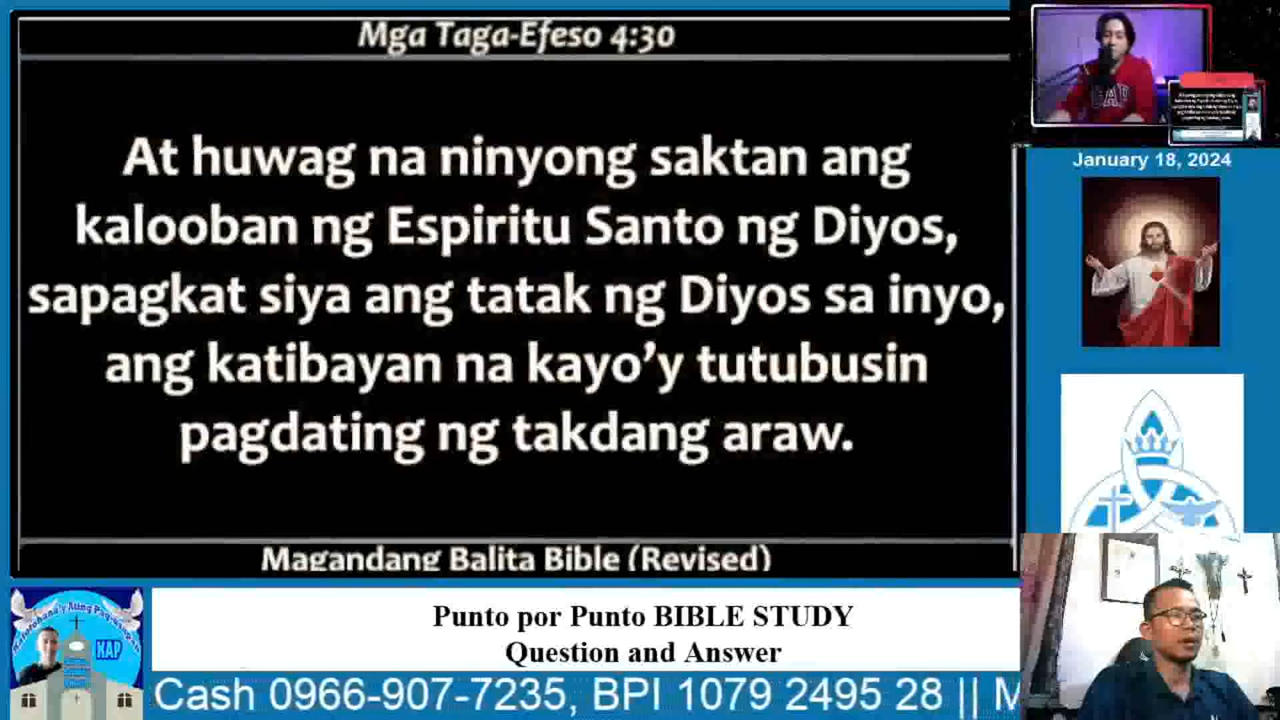 Mga Taga-Efeso 4:30
At huwag na ninyong saktan ang
kalooban ng Espiritu Santo ng Diyos,
sapagkat siya ang tatak ng Diyos sa inyo,
ang katibayan na kayo’y tutubusin
pagdating ng takdang araw.
Magandang Balita Bible (Revised)
January 18, 2024
KAP
Punto por Punto BIBLE STUDY
Question and Answer
Cash 0966-907-7235, BPI 1079 2495 28 || M